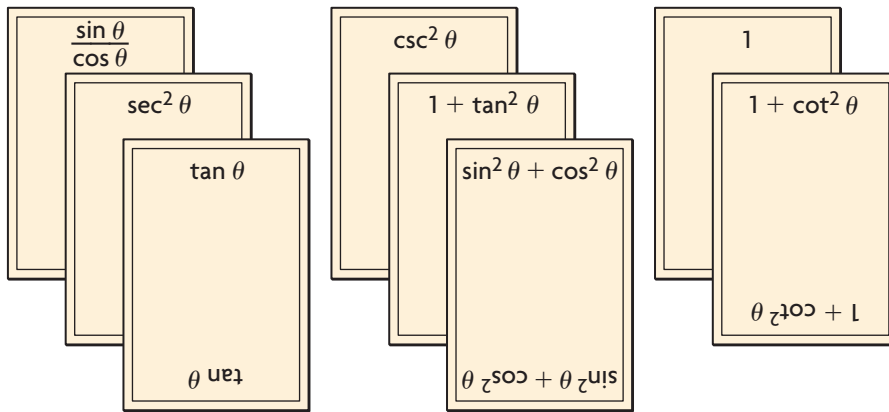 sin θ
cos θ
sec² θ
tan θ
tan θ
csc² θ
1 + tan² θ
sin² θ + cos² θ
sin² θ + cos² θ
1
1 + cot² θ
1 + cot² θ